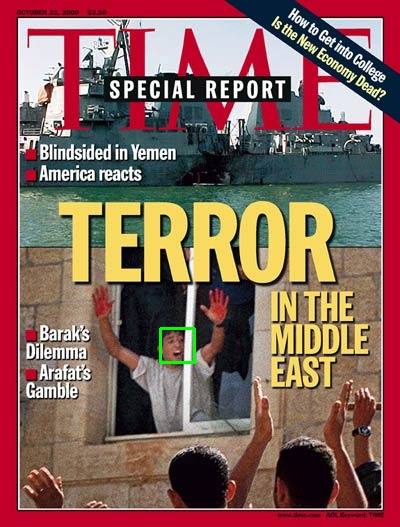 OCTOBER 23, 2000 $3.50
How to Get into College
Is the New Economy Dead?
TIME
SPECIAL REPORT
Blindsided in Yemen
America reacts
TERROR
IN THE
MIDDLE
EAST
Barak's
Dilemma
Arafat's
Gamble
www.time.com AOL Keyword: TIME